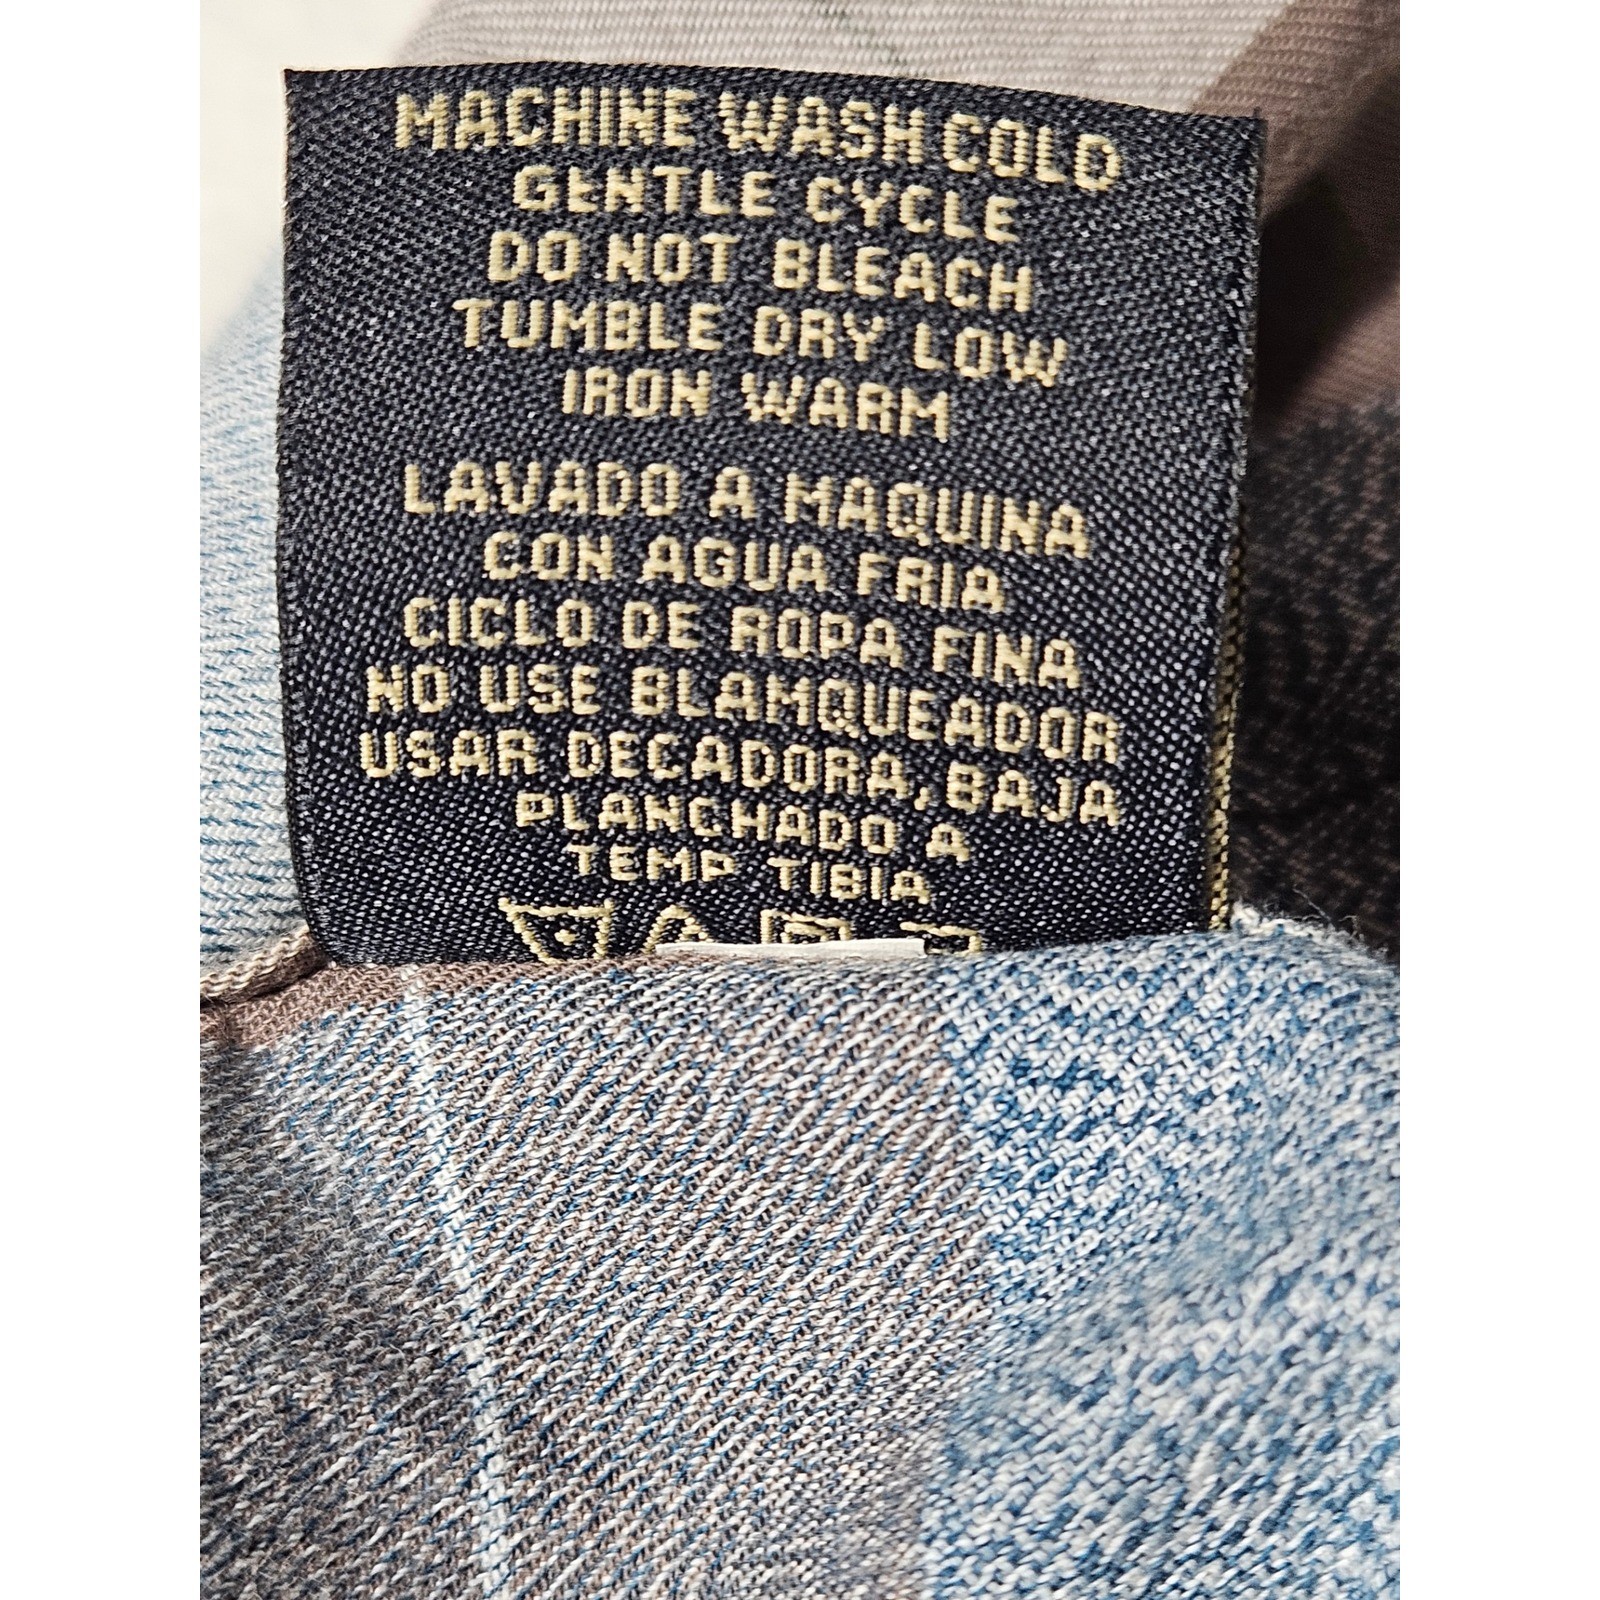 MACHINE WASH COLD
GENTLE CYCLE
DO NOT BLEACH
TUMBLE DRY LOW
IRON WARM
LAVADO A MAQUINA
CON AGUA FRIA
CICLO DE ROPA FINA
NO USE BLAMQUEADOR
USAR DECADORA, BAJA
PLANCHADO A
TEMP TIBIA